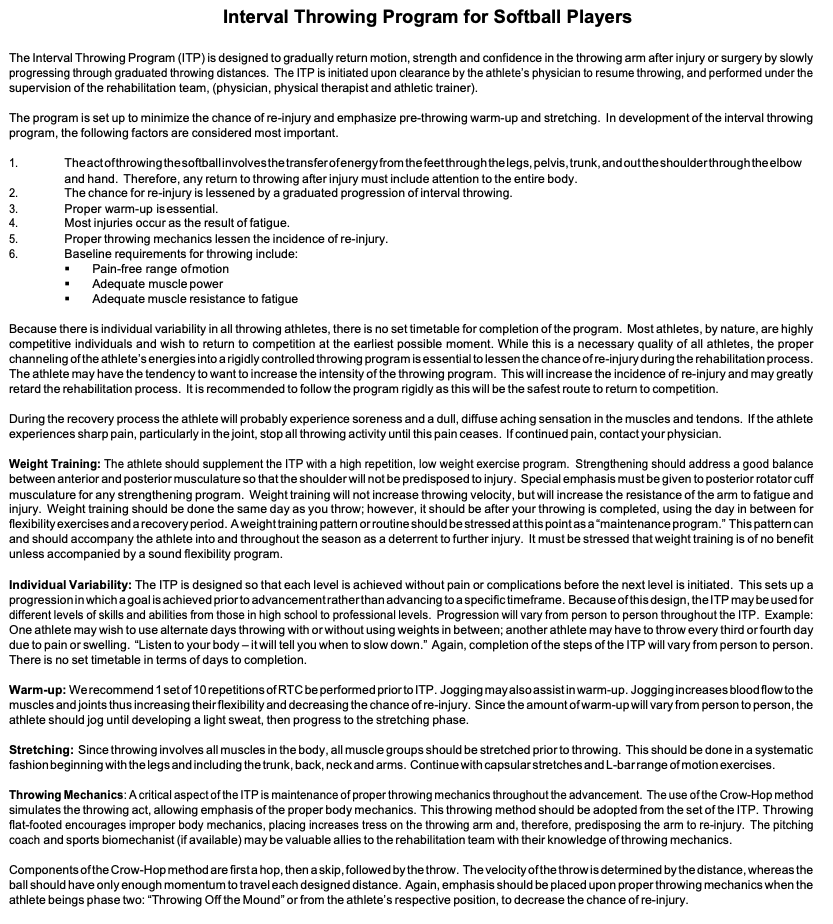 Interval Throwing Program for Softball Players
The Interval Throwing Program (ITP) is designed to gradually return motion, strength and confidence in the throwing arm after injury or surgery by slowly
progressing through graduated throwing distances. The ITP is initiated upon clearance by the athlete's physician to resume throwing, and performed under the
supervision of the rehabilitation team, (physician, physical therapist and athletic trainer).
The program is set up to minimize the chance of re-injury and emphasize pre-throwing warm-up and stretching. In development of the interval throwing
program, the following factors are considered most important.
1. The act of throwing the softball involves the transfer of energy from the feet through the legs, pelvis, trunk, and out the shoulder through the elbow
and hand. Therefore, any return to throwing after injury must include attention to the entire body.
2. The chance for re-injury is lessened by a graduated progression of interval throwing.
3. Proper warm-up is essential.
4. Most injuries occur as the result of fatigue.
5. Proper throwing mechanics lessen the incidence of re-injury.
6. Baseline requirements for throwing include:
▪ Pain-free range of motion
▪ Adequate muscle power
▪ Adequate muscle resistance to fatigue
Because there is individual variability in all throwing athletes, there is no set timetable for completion of the program. Most athletes, by nature, are highly
competitive individuals and wish to return to competition at the earliest possible moment. While this is a necessary quality of all athletes, the proper
channeling of the athlete's energies into a rigidly controlled throwing program is essential to lessen the chance of re-injury during the rehabilitation process.
The athlete may have the tendency to want to increase the intensity of the throwing program. This will increase the incidence of re-injury and may greatly
retard the rehabilitation process. It is recommended to follow the program rigidly as this will be the safest route to return to competition.
During the recovery process the athlete will probably experience soreness and a dull, diffuse aching sensation in the muscles and tendons. If the athlete
experiences sharp pain, particularly in the joint, stop all throwing activity until this pain ceases. If continued pain, contact your physician.
Weight Training: The athlete should supplement the ITP with a high repetition, low weight exercise program. Strengthening should address a good balance
between anterior and posterior musculature so that the shoulder will not be predisposed to injury. Special emphasis must be given to posterior rotator cuff
musculature for any strengthening program. Weight training will not increase throwing velocity, but will increase the resistance of the arm to fatigue and
injury. Weight training should be done the same day as you throw; however, it should be after your throwing is completed, using the day in between for
flexibility exercises and a recovery period. A weight training pattern or routine should be stressed at this point as a "maintenance program." This pattern can
and should accompany the athlete into and throughout the season as a deterrent to further injury. It must be stressed that weight training is of no benefit
unless accompanied by a sound flexibility program.
Individual Variability: The ITP is designed so that each level is achieved without pain or complications before the next level is initiated. This sets up a
progression in which a goal is achieved prior to advancement rather than advancing to a specific timeframe. Because of this design, the ITP may be used for
different levels of skills and abilities from those in high school to professional levels. Progression will vary from person to person throughout the ITP. Example:
One athlete may wish to use alternate days throwing with or without using weights in between; another athlete may have to throw every third or fourth day
due to pain or swelling. "Listen to your body – it will tell you when to slow down." Again, completion of the steps of the ITP will vary from person to person.
There is no set timetable in terms of days to completion.
Warm-up: We recommend 1 set of 10 repetitions of RTC be performed prior to ITP. Jogging may also assist in warm-up. Jogging increases blood flow to the
muscles and joints thus increasing their flexibility and decreasing the chance of re-injury. Since the amount of warm-up will vary from person to person, the
athlete should jog until developing a light sweat, then progress to the stretching phase.
Stretching: Since throwing involves all muscles in the body, all muscle groups should be stretched prior to throwing. This should be done in a systematic
fashion beginning with the legs and including the trunk, back, neck and arms. Continue with capsular stretches and L-bar range of motion exercises.
Throwing Mechanics: A critical aspect of the ITP is maintenance of proper throwing mechanics throughout the advancement. The use of the Crow-Hop method
simulates the throwing act, allowing emphasis of the proper body mechanics. This throwing method should be adopted from the set of the ITP. Throwing
flat-footed encourages improper body mechanics, placing increases tress on the throwing arm and, therefore, predisposing the arm to re-injury. The pitching
coach and sports biomechanist (if available) may be valuable allies to the rehabilitation team with their knowledge of throwing mechanics.
Components of the Crow-Hop method are first a hop, then a skip, followed by the throw. The velocity of the throw is determined by the distance, whereas the
ball should have only enough momentum to travel each designed distance. Again, emphasis should be placed upon proper throwing mechanics when the
athlete beings phase two: "Throwing Off the Mound" or from the athlete's respective position, to decrease the chance of re-injury.